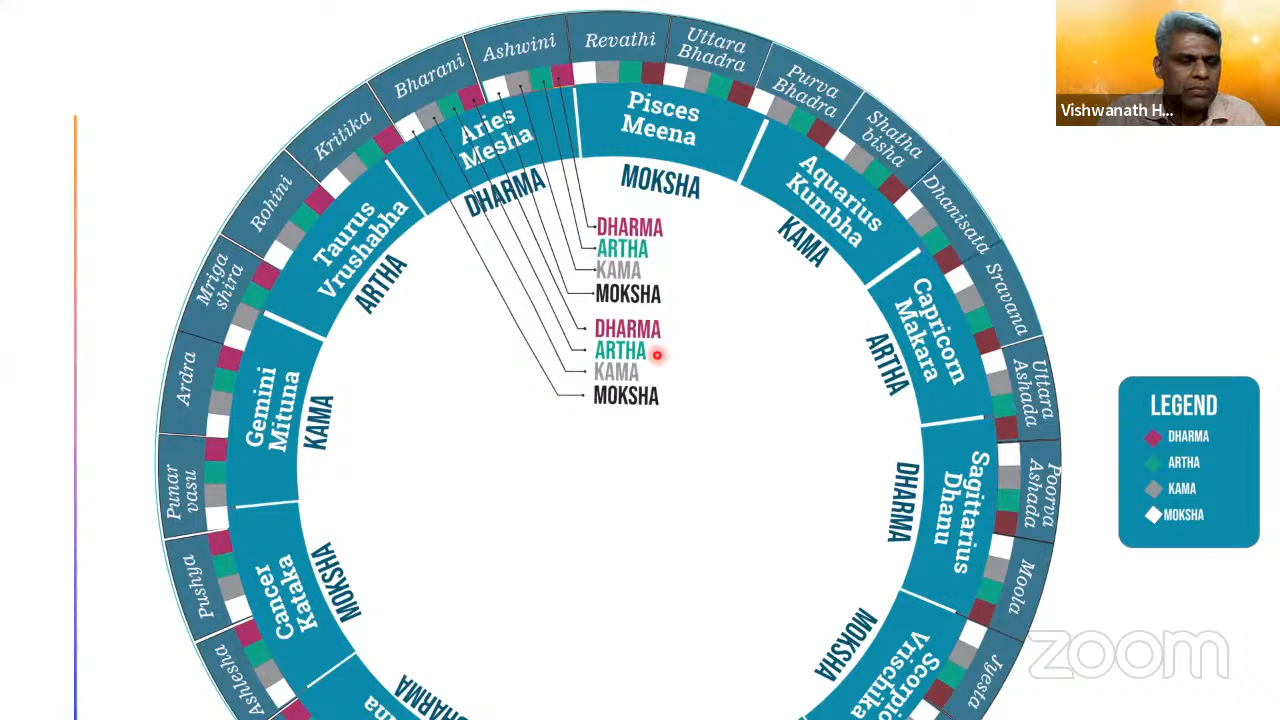 Ashwini
Revathi
Uttara
Bhadra
Purva
Bhadra
Shatha
bisha
Dhanisata
Sravana
Uttara
Ashada
Poorva
Ashada
Moola
Jyesta
Bharani
Kritika
Rohini
Mriga
shira
Ardra
Punar
vasu
Pushya
Ashlesha
Aries
Mesha
DHARMA
Pisces
Meena
MOKSHA
Aquarius
Kumbha
KAMA
Capricorn
Makara
ARTHA
Sagittarius
Dhanu
DHARMA
Scorpio
Vrischika
MOKSHA
Taurus
Vrushabha
ARTHA
Gemini
Mituna
KAMA
Cancer
Kataka
MOKSHA
DHARMA
DHARMA
ARTHA
KAMA
MOKSHA
DHARMA
ARTHA
KAMA
MOKSHA
LEGEND
DHARMA
ARTHA
KAMA
MOKSHA
Vishwanath H...
zoom